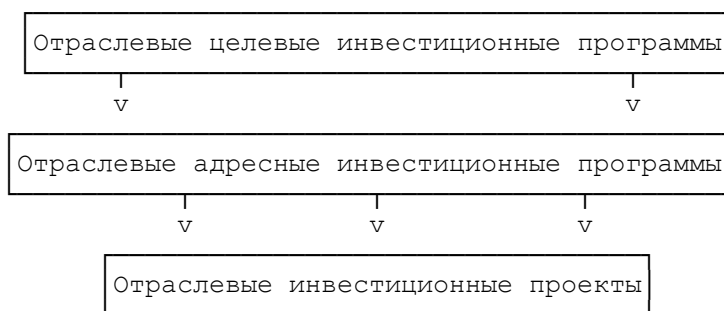 Отраслевые целевые инвестиционные программы
v v
Отраслевые адресные инвестиционные программы
v v v
Отраслевые инвестиционные проекты